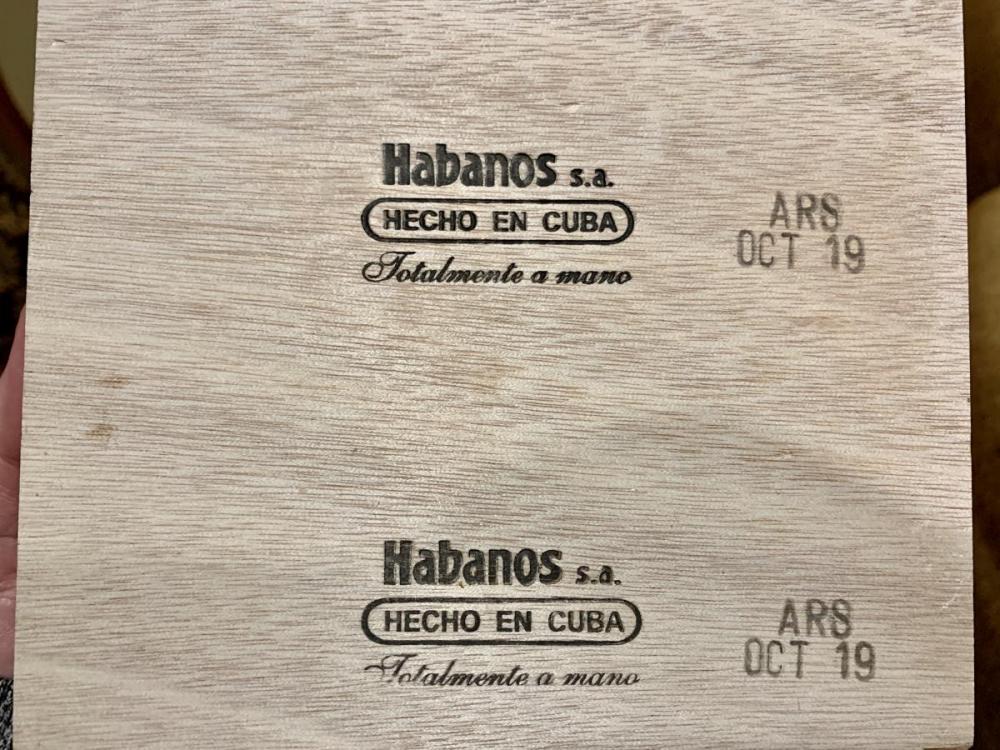 Habanos s.a.
HECHO EN CUBA
Totalmente a mano
ARS
OCT 19
Habanos s.a.
HECHO EN CUBA
Totalmente a mano
ARS
OCT 19